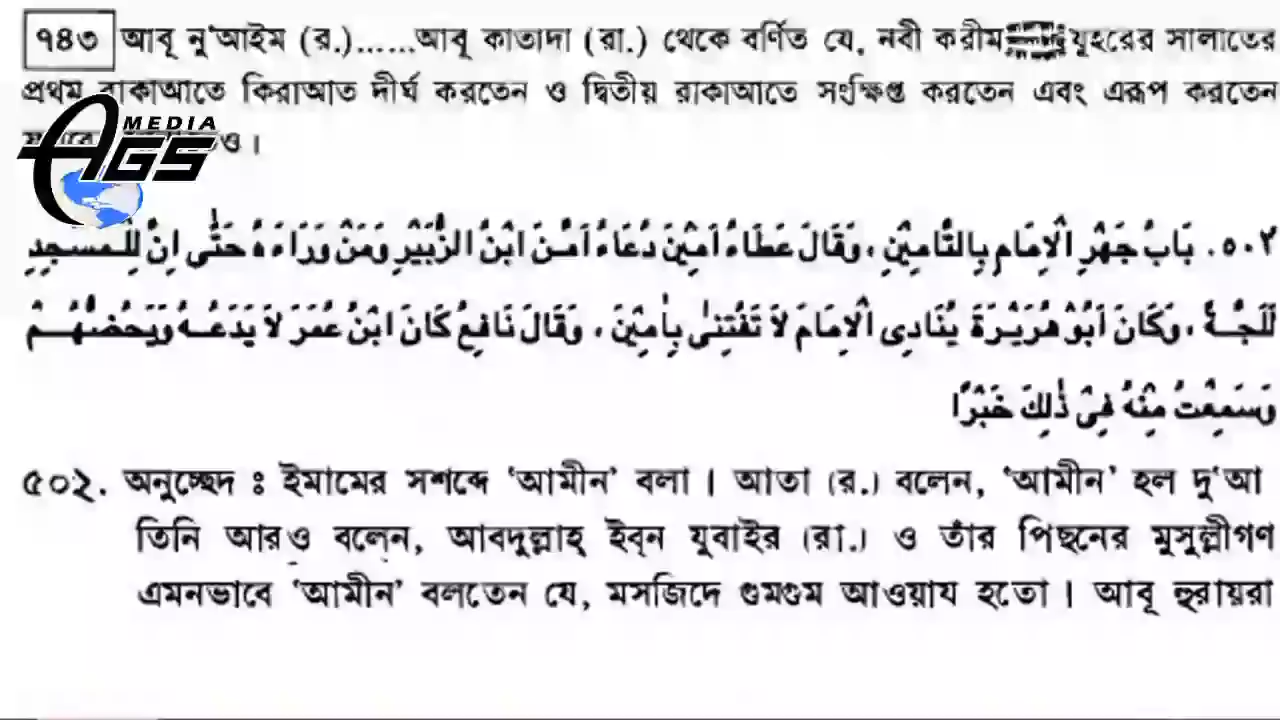 ৭৪৩ আবূ নু'আইম (র.)......আবূ কাতাদা (রা.) থেকে বর্ণিত যে, নবী করীম যুহরের সালাতের
প্রথম রাকাআতে কিরাআত দীর্ঘ করতেন ও দ্বিতীয় রাকাআতে সংক্ষিপ্ত করতেন এবং এরূপ করতেন
ও।
MEDIA
AGS
٥٠٢. بَابُ جَهْرِ الْاِمَامِ بِالتَّامِيْنِ ، وَقَالَ عَطَاءُ اٰمِيْنَ دُعَاءُ اَمَّنَ ابْنُ الزُّبَيْرِ وَمَنْ وَرَاءَهُ حَتّٰى اِنَّ لِلْمَسْجِدِ
لَلَجَّةً ، وَكَانَ اَبُوْ هُرَيْرَةَ يُنَادِى الْاِمَامَ لَا تَفُتْنِىْ بِاٰمِيْنَ ، وَقَالَ نَافِعٌ كَانَ ابْنُ عُمَرَ لَا يَدَعُهُ وَيَحُضُّهُمْ
وَسَمِعْتُ مِنْهُ فِىْ ذٰلِكَ خَبْرًا
৫০২. অনুচ্ছেদ : ইমামের সশব্দে 'আমীন' বলা। আতা (র.) বলেন, 'আমীন' হল দু'আ
তিনি আরও বলেন, আবদুল্লাহ্ ইব্‌ন যুবাইর (রা.) ও তাঁর পিছনের মুসুল্লীগণ
এমনভাবে 'আমীন' বলতেন যে, মসজিদে গুমগুম আওয়ায হতো। আবূ হুরায়রা